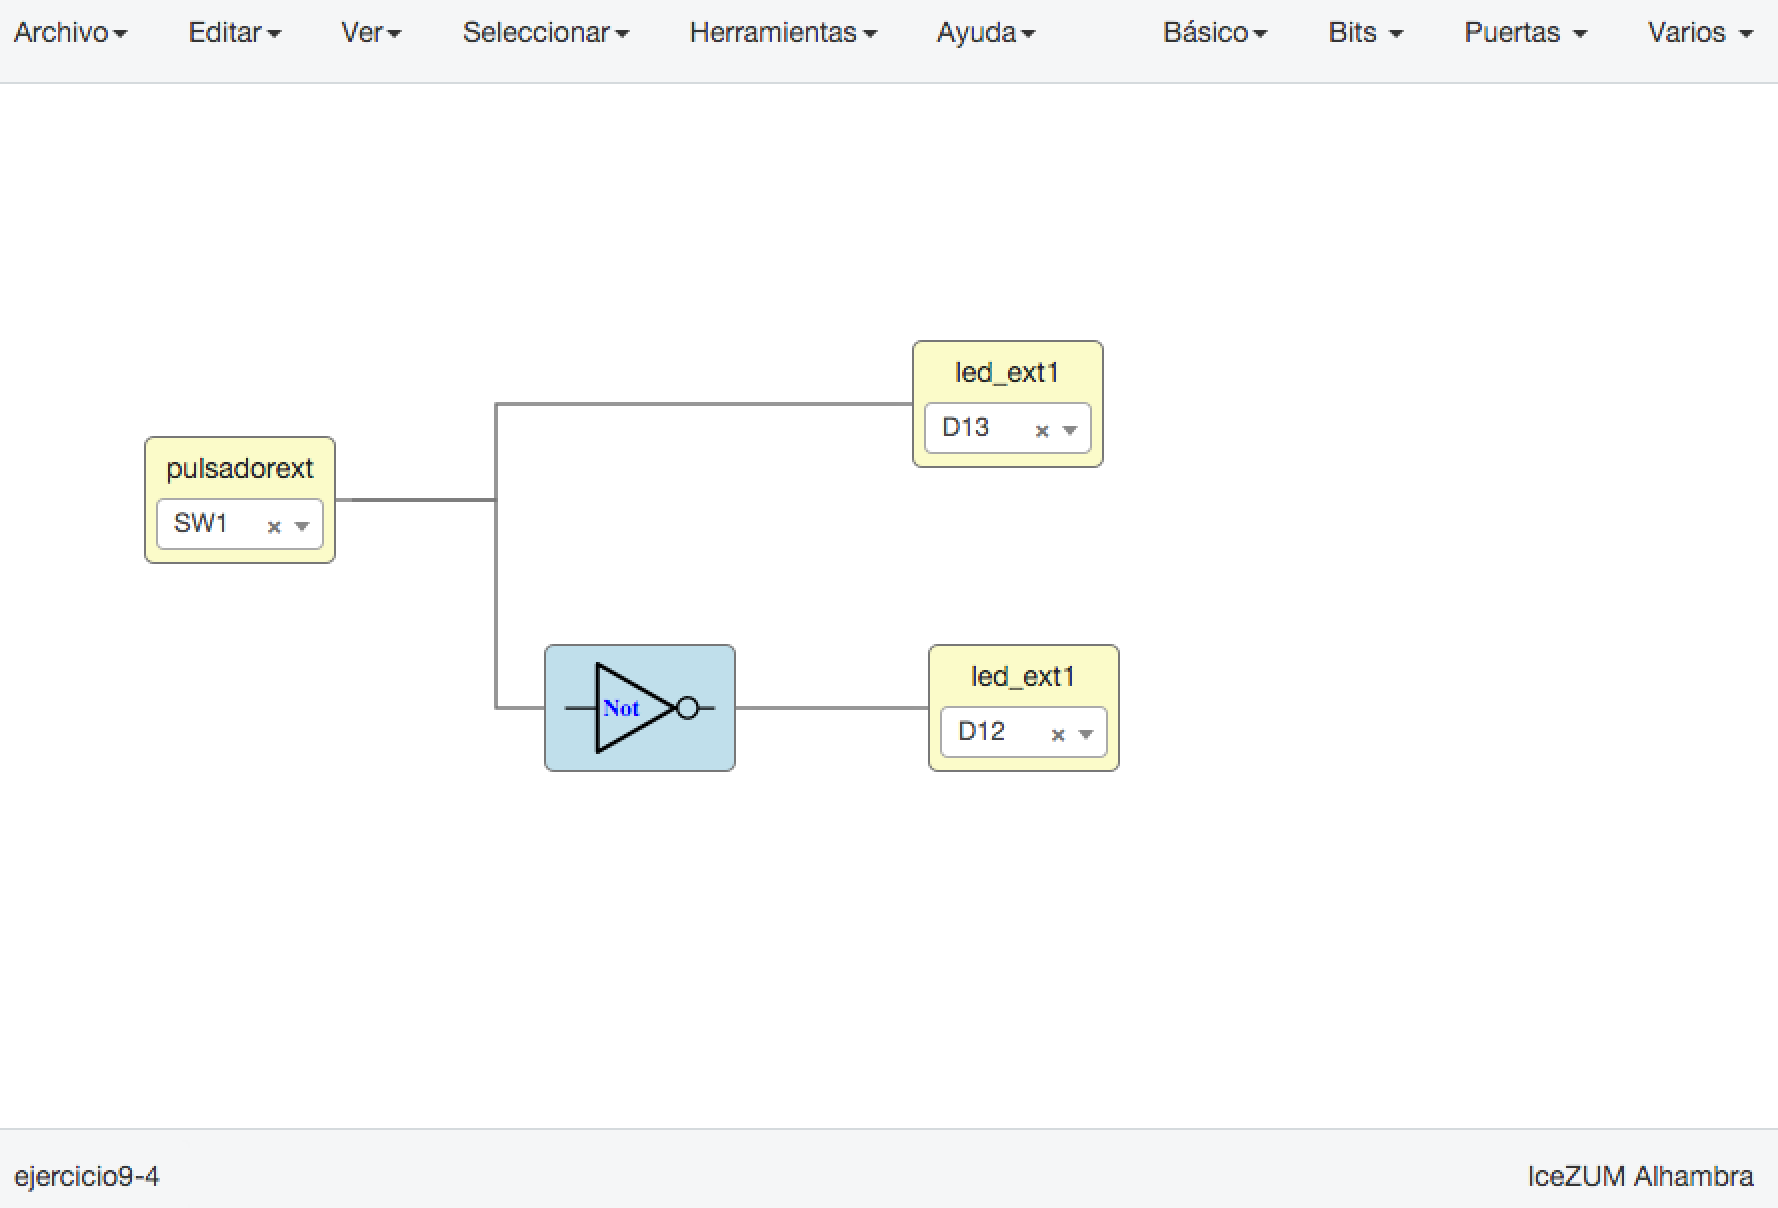 Archivo Editar Ver Seleccionar Herramientas Ayuda Básico Bits Puertas Varios
led_ext1
D13
pulsadorext
SW1
led_ext1
D12
Not
ejercicio9-4
IceZUM Alhambra